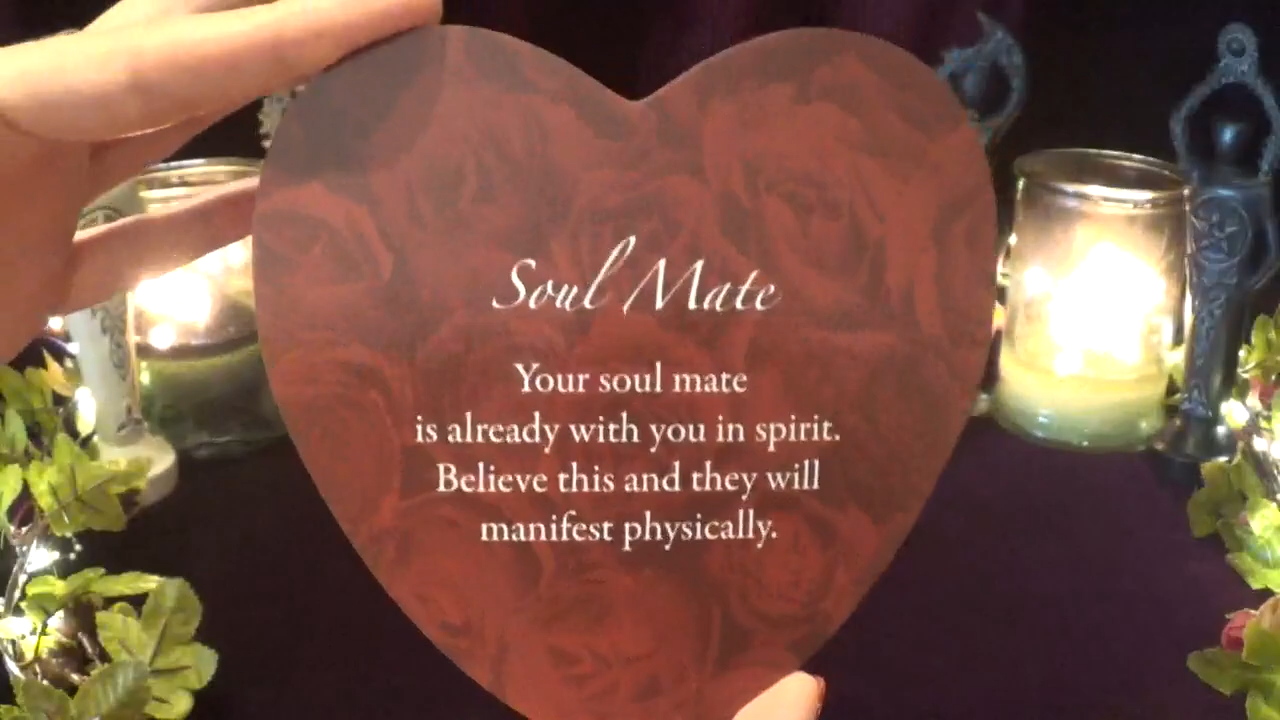 Soul Mate
Your soul mate
is already with you in spirit.
Believe this and they will
manifest physically.